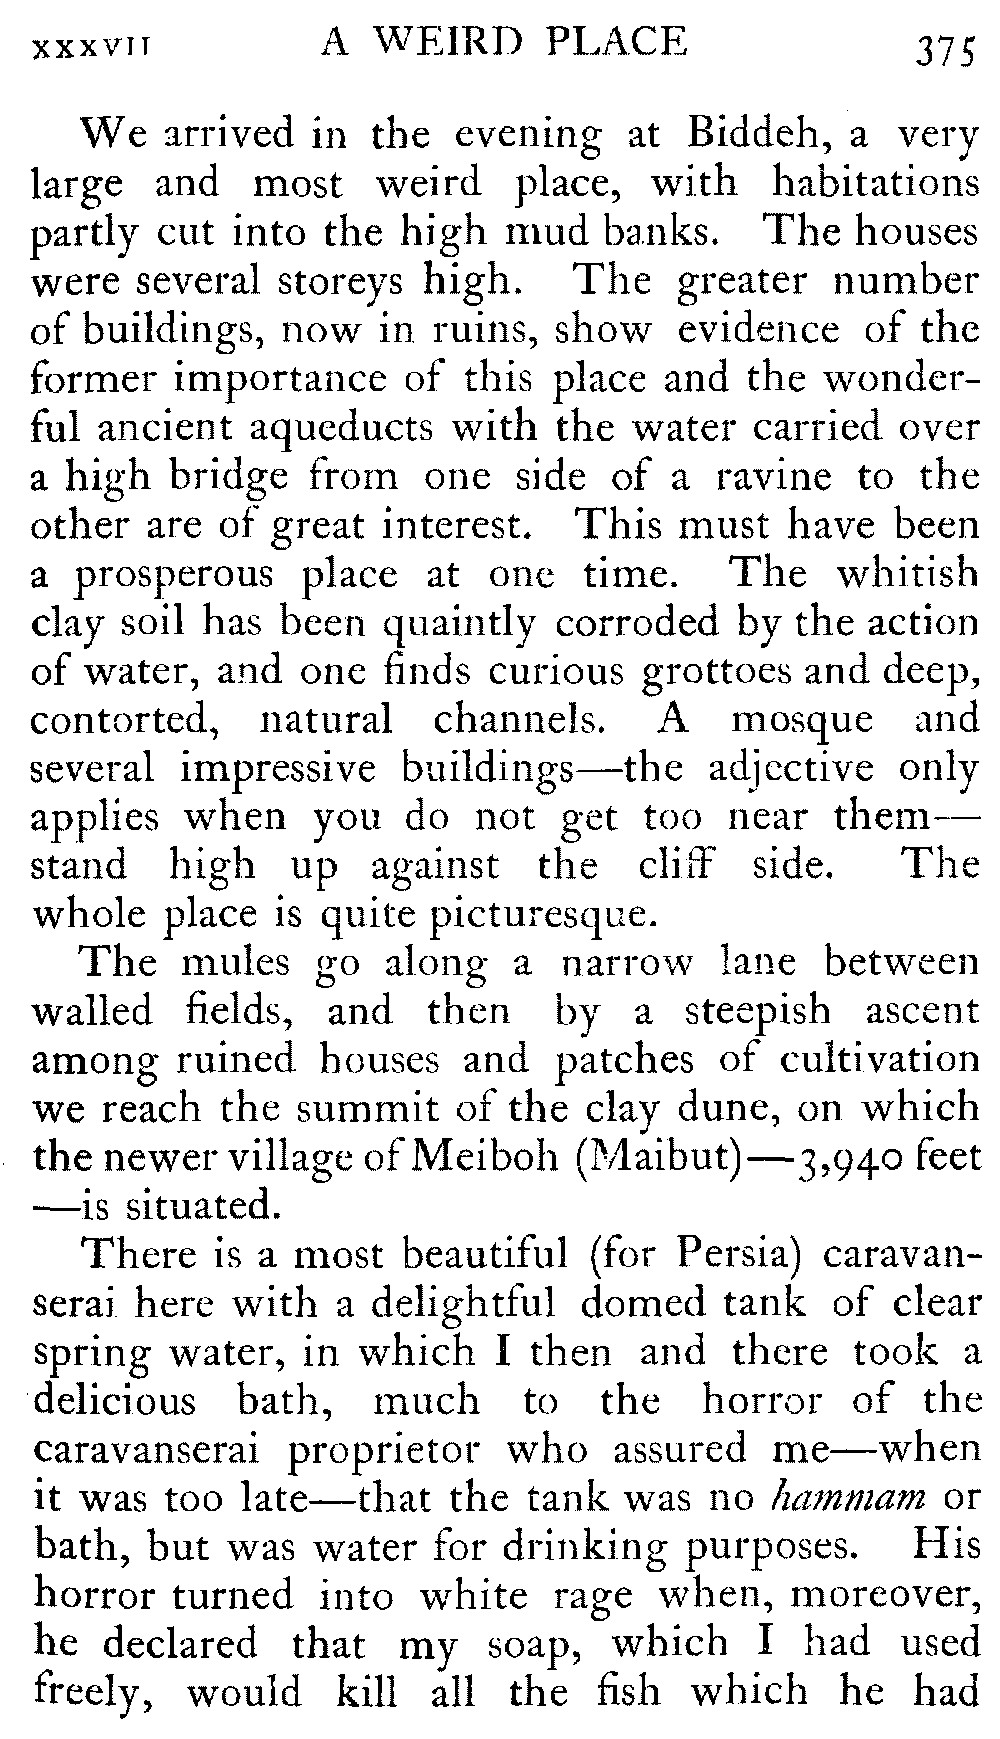 XXXVII A WEIRD PLACE 375
We arrived in the evening at Biddeh, a very
large and most weird place, with habitations
partly cut into the high mud banks. The houses
were several storeys high. The greater number
of buildings, now in ruins, show evidence of the
former importance of this place and the wonder-
ful ancient aqueducts with the water carried over
a high bridge from one side of a ravine to the
other are of great interest. This must have been
a prosperous place at one time. The whitish
clay soil has been quaintly corroded by the action
of water, and one finds curious grottoes and deep,
contorted, natural channels. A mosque and
several impressive buildings—the adjective only
applies when you do not get too near them—
stand high up against the cliff side. The
whole place is quite picturesque.
The mules go along a narrow lane between
walled fields, and then by a steepish ascent
among ruined houses and patches of cultivation
we reach the summit of the clay dune, on which
the newer village of Meiboh (Maibut)—3,940 feet
—is situated.
There is a most beautiful (for Persia) caravan-
serai here with a delightful domed tank of clear
spring water, in which I then and there took a
delicious bath, much to the horror of the
caravanserai proprietor who assured me—when
it was too late—that the tank was no hammam or
bath, but was water for drinking purposes. His
horror turned into white rage when, moreover,
he declared that my soap, which I had used
freely, would kill all the fish which he had